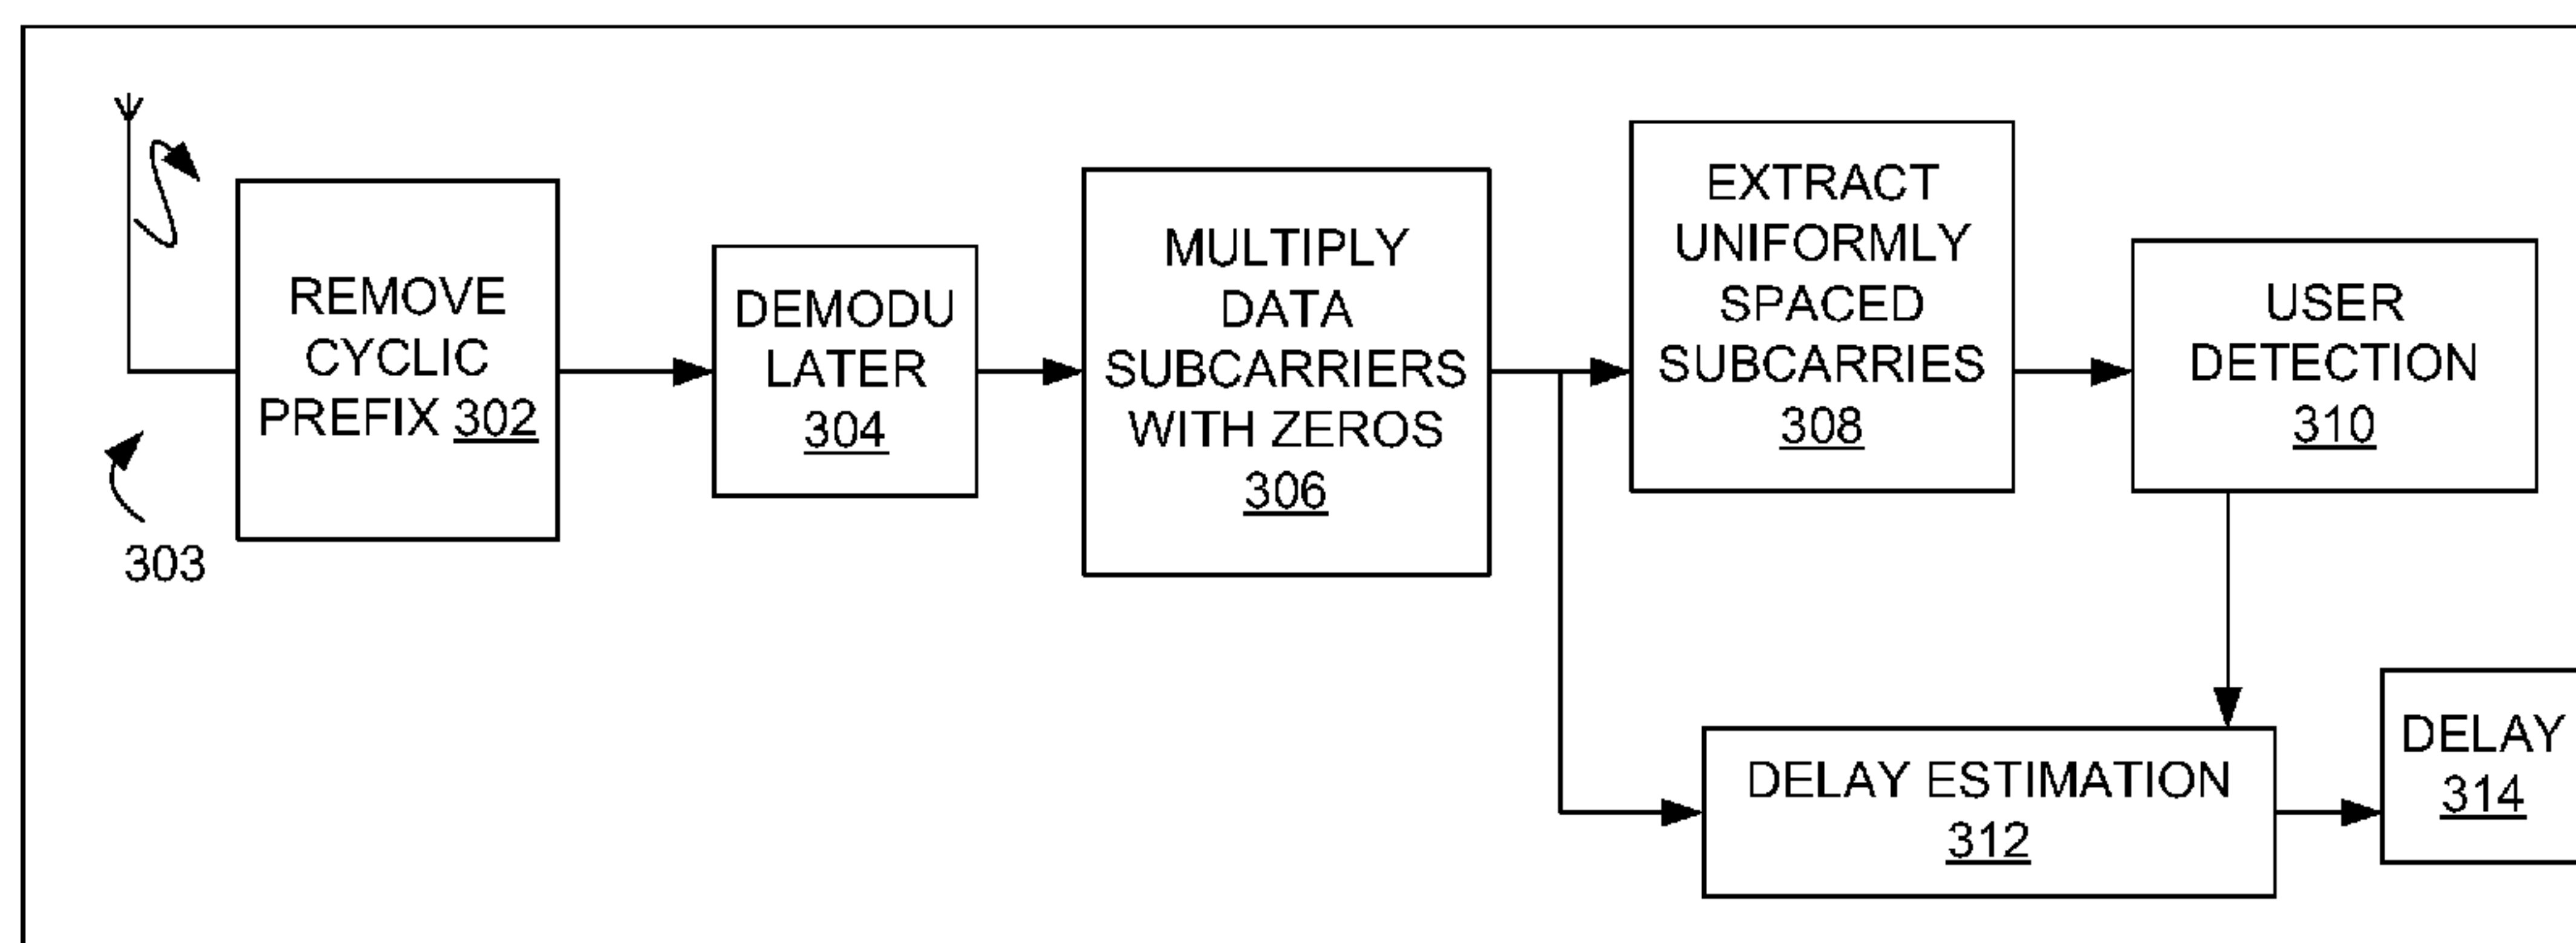 REMOVE
CYCLIC
PREFIX 302
303
DEMODU
LATER
304
MULTIPLY
DATA
SUBCARRIERS
WITH ZEROS
306
EXTRACT
UNIFORMLY
SPACED
SUBCARRIES
308
USER
DETECTION
310
DELAY ESTIMATION
312
DELAY
314